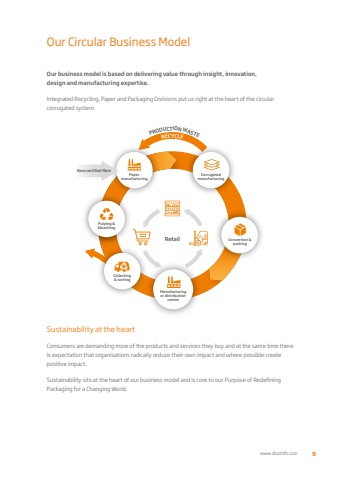 Our Circular Business Model
Our business model is based on delivering value through insight, innovation,
design and manufacturing expertise.
Integrated Recycling, Paper and Packaging Divisions put us right at the heart of the circular
corrugated system.
PRODUCTION WASTE
RECYCLE
New certified fibre
Paper
manufacturing
Corrugated
manufacturing
Pulping &
bleaching
Retail
Conversion &
packing
Collecting
& sorting
Manufacturing
or distribution
centre
Sustainability at the heart
Consumers are demanding more of the products and services they buy and at the same time there
is expectation that organisations radically reduce their own impact and where possible create
positive impact.
Sustainability sits at the heart of our business model and is core to our Purpose of Redefining
Packaging for a Changing World.
www.dssmith.com 9